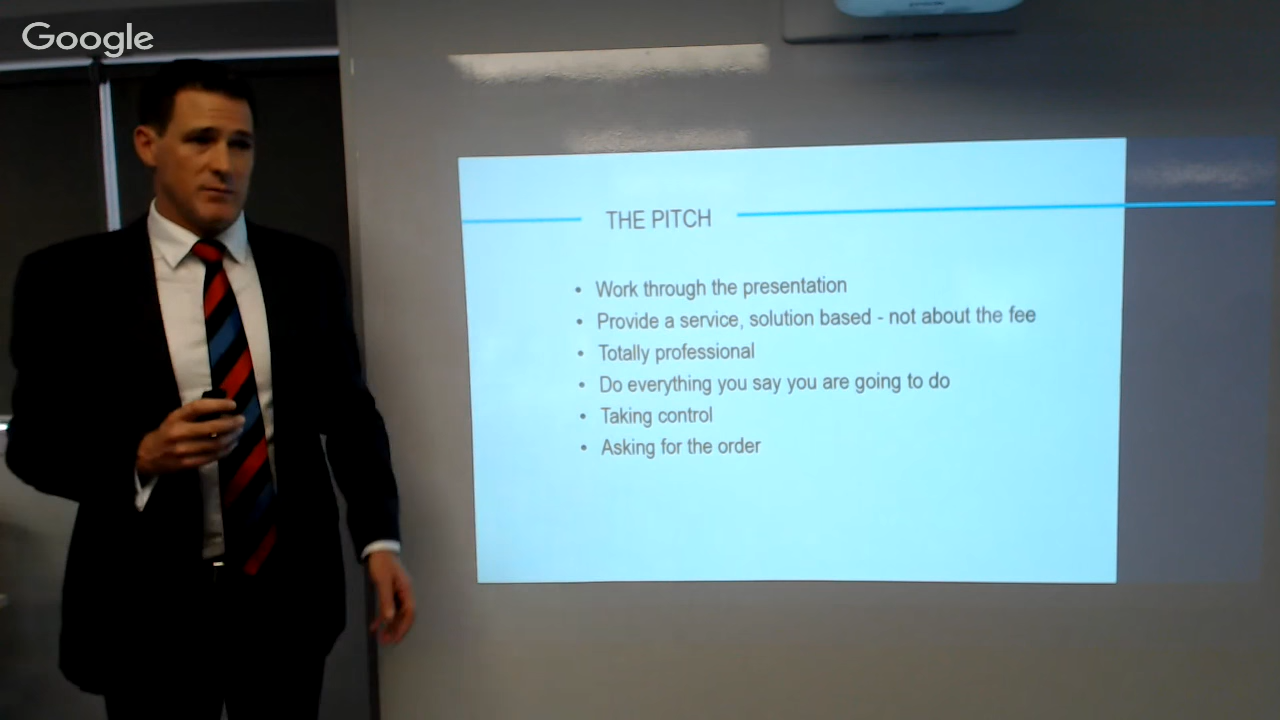 Google
THE PITCH
• Work through the presentation
• Provide a service, solution based - not about the fee
• Totally professional
• Do everything you say you are going to do
• Taking control
• Asking for the order